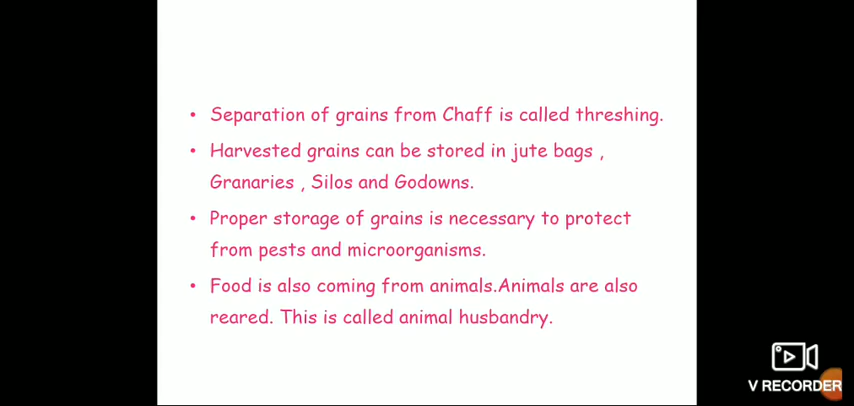 • Separation of grains from Chaff is called threshing.
• Harvested grains can be stored in jute bags ,
Granaries , Silos and Godowns.
• Proper storage of grains is necessary to protect
from pests and microorganisms.
• Food is also coming from animals.Animals are also
reared. This is called animal husbandry.
V RECORDER